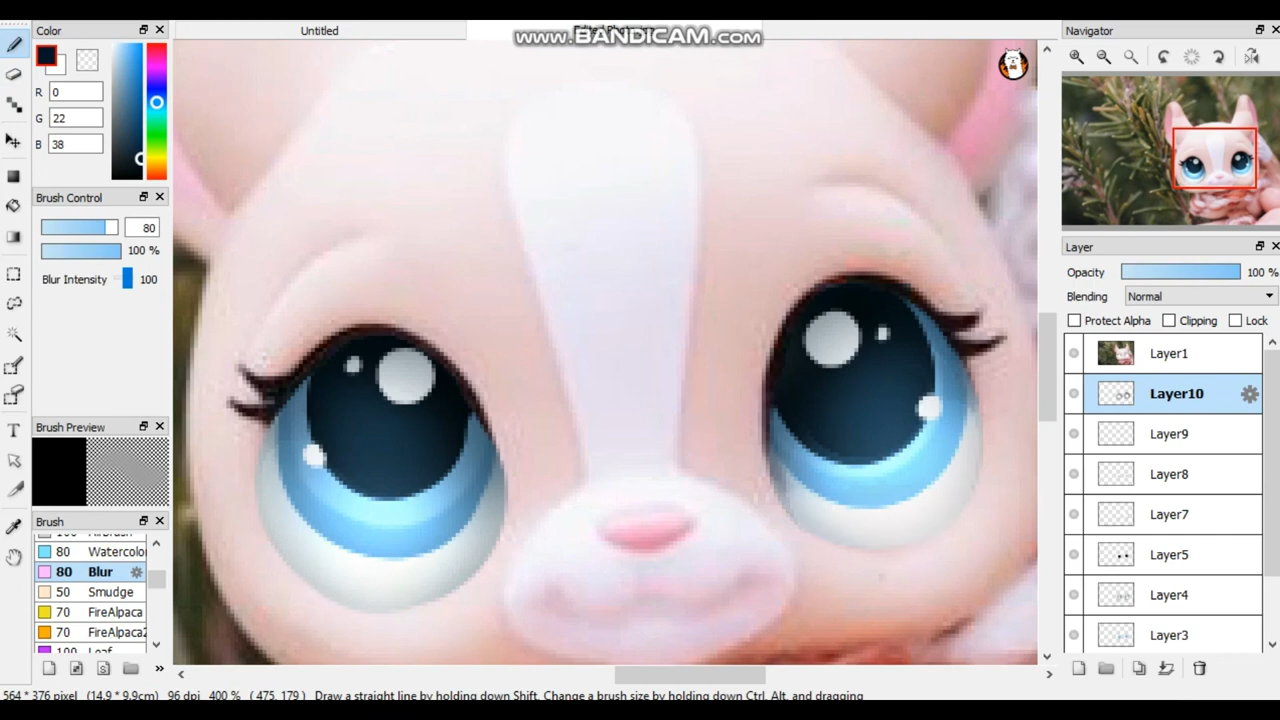 Color
Untitled
www.BANDICAM.com
Navigator
R 0
G 22
B 38
Brush Control
80
100 %
Blur Intensity 100
Layer
Opacity 100 %
Blending Normal
Protect Alpha Clipping Lock
Layer1
Layer10
Layer9
Layer8
Layer7
Layer5
Layer4
Layer3
Brush Preview
Brush
80 Watercolor
80 Blur
50 Smudge
70 FireAlpaca
70 FireAlpaca2
564 * 376 pixel (14.9 * 9.9cm) 96 dpi 400 % ( 475, 179 ) Draw a straight line by holding down Shift, Change a brush size by holding down Ctrl, Alt, and dragging